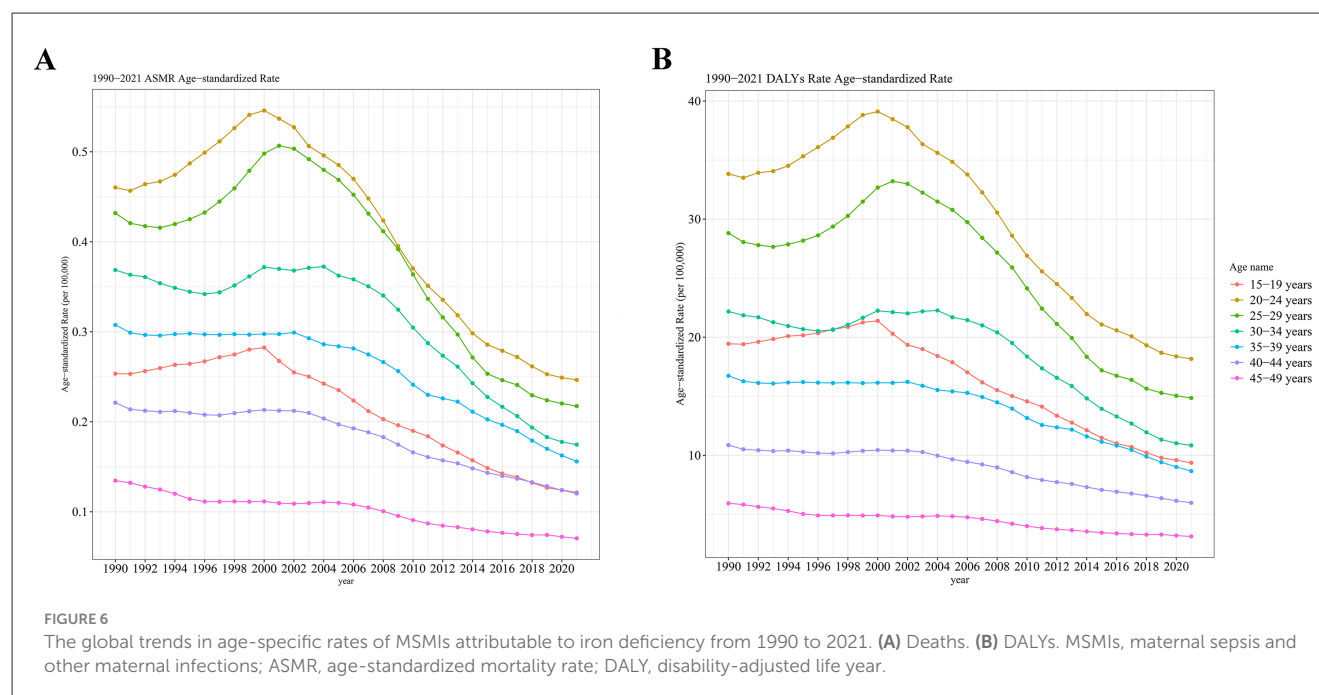 A
1990−2021 ASMR Age−standardized Rate
Age−standardized Rate (per 100,000)
0.5
0.4
0.3
0.2
0.1
1990 1992 1994 1996 1998 2000 2002 2004 2006 2008 2010 2012 2014 2016 2018 2020
year
B
1990−2021 DALYs Rate Age−standardized Rate
Age−standardized Rate (per 100,000)
40
30
20
10
1990 1992 1994 1996 1998 2000 2002 2004 2006 2008 2010 2012 2014 2016 2018 2020
year
Age name
15−19 years
20−24 years
25−29 years
30−34 years
35−39 years
40−44 years
45−49 years
FIGURE 6
The global trends in age-specific rates of MSMIs attributable to iron deficiency from 1990 to 2021. (A) Deaths. (B) DALYs. MSMIs, maternal sepsis and
other maternal infections; ASMR, age-standardized mortality rate; DALY, disability-adjusted life year.